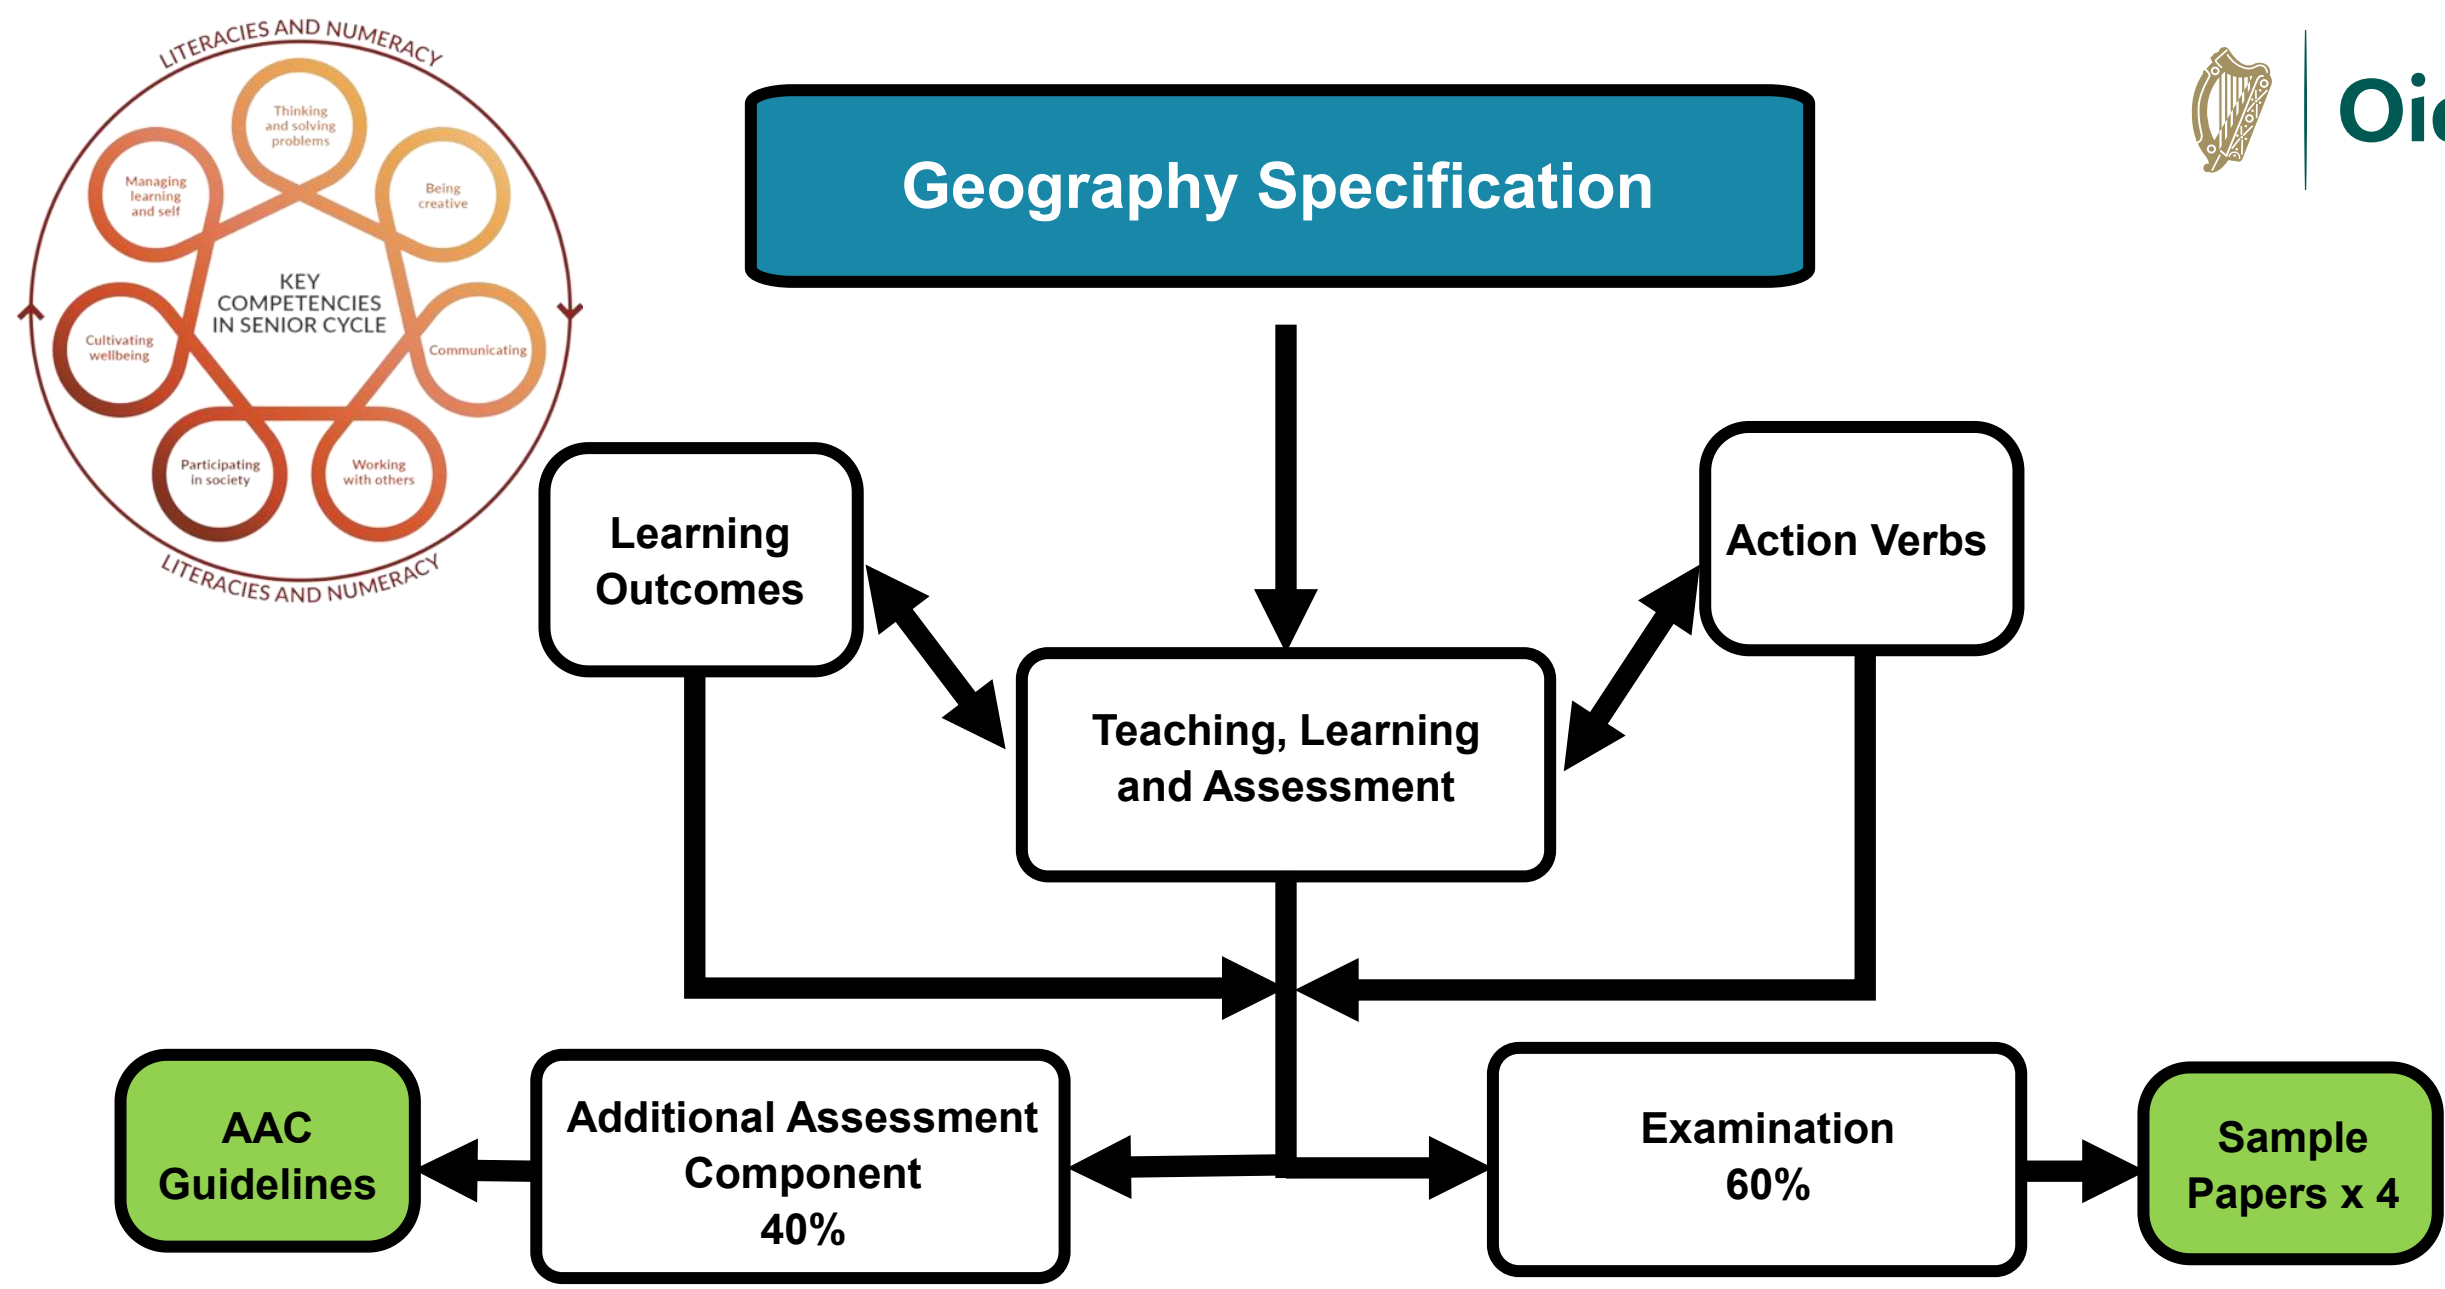 LITERACIES AND NUMERACY
Thinking
and solving
problems
Being
creative
Communicating
Working
with others
Participating
in society
Cultivating
wellbeing
Managing
learning
and self
KEY
COMPETENCIES
IN SENIOR CYCLE
LITERACIES AND NUMERACY
Geography Specification
Learning
Outcomes
Action Verbs
Teaching, Learning
and Assessment
AAC
Guidelines
Additional Assessment
Component
40%
Examination
60%
Sample
Papers x 4